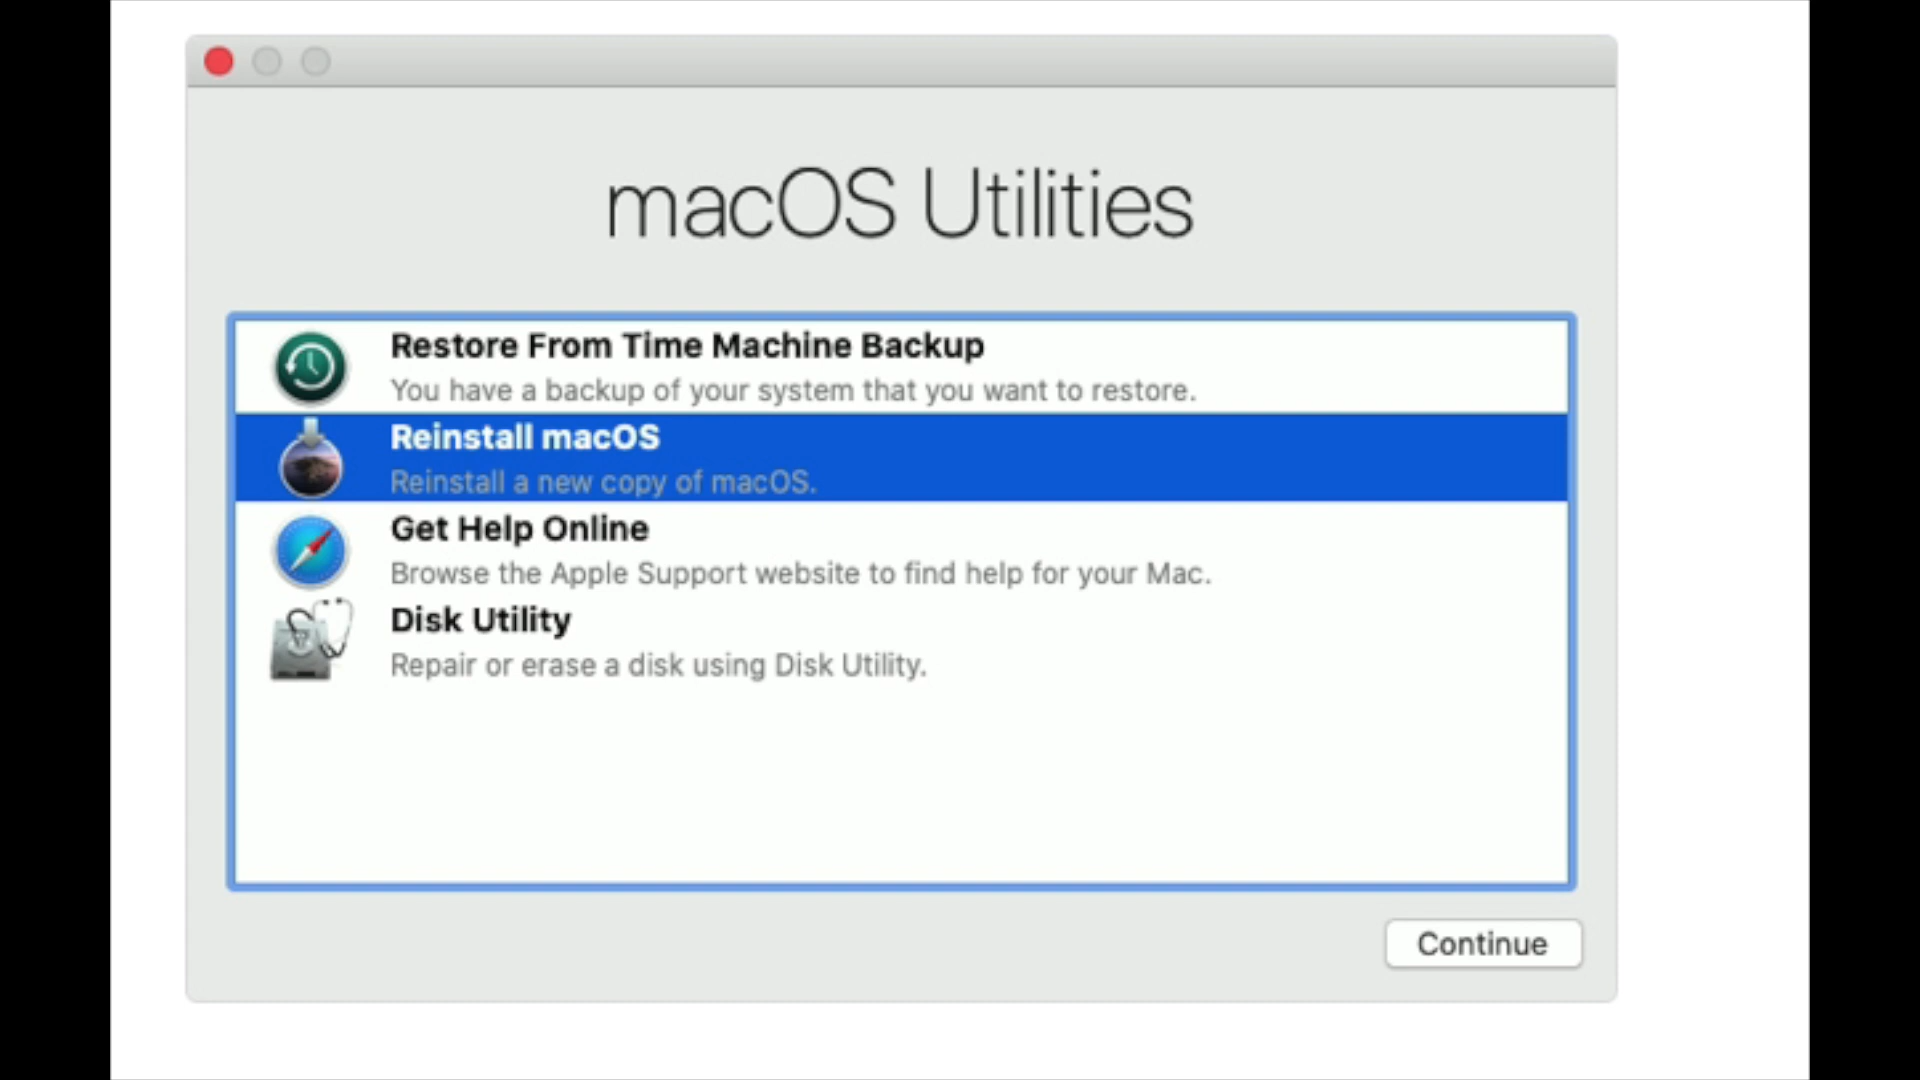 macOS Utilities
Restore From Time Machine Backup
You have a backup of your system that you want to restore.
Reinstall macOS
Reinstall a new copy of macOS.
Get Help Online
Browse the Apple Support website to find help for your Mac.
Disk Utility
Repair or erase a disk using Disk Utility.
Continue